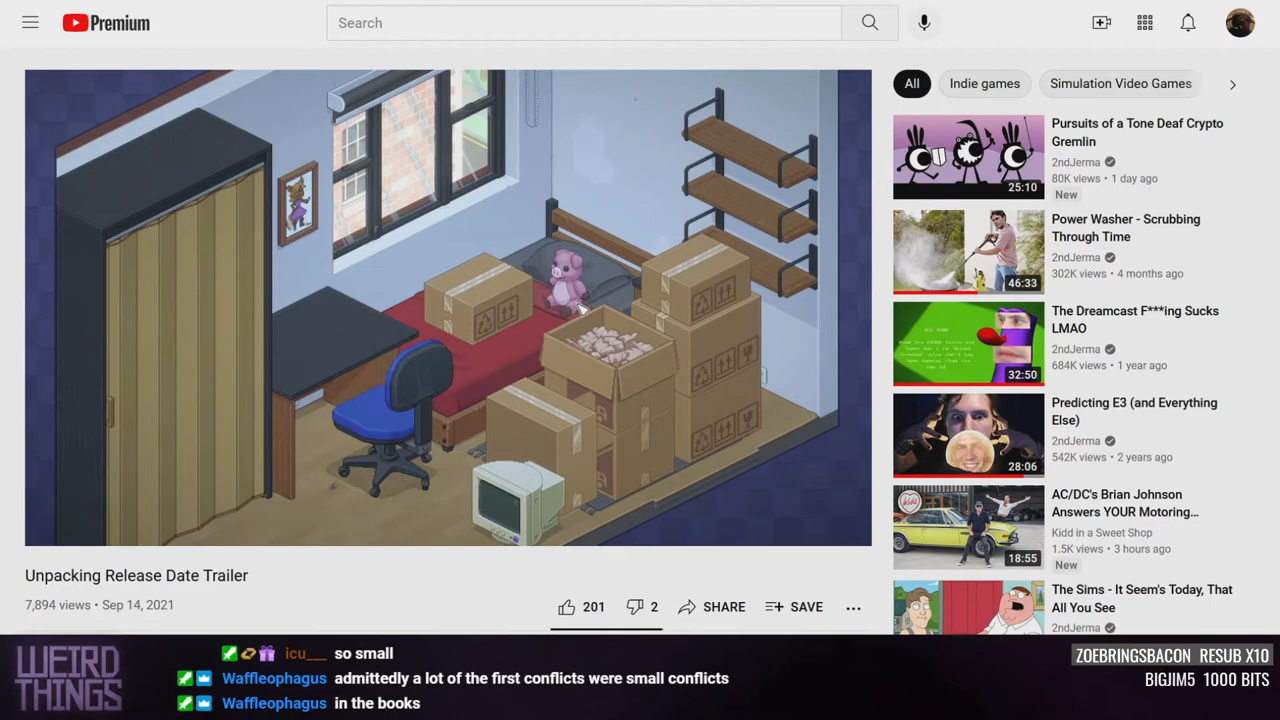 Premium
Search
All
Indie games
Simulation Video Games
Pursuits of a Tone Deaf Crypto
Gremlin
2ndJerma
80K views • 1 day ago
New
25:10
Power Washer - Scrubbing
Through Time
2ndJerma
302K views • 4 months ago
46:33
The Dreamcast F***ing Sucks
LMAO
2ndJerma
684K views • 1 year ago
32:50
Predicting E3 (and Everything
Else)
2ndJerma
542K views • 2 years ago
28:06
AC/DC's Brian Johnson
Answers YOUR Motoring...
Kidd in a Sweet Shop
1.5K views • 3 hours ago
New
18:55
The Sims - It Seem's Today, That
All You See
2ndJerma
Unpacking Release Date Trailer
7,894 views • Sep 14, 2021
201
2
SHARE
SAVE
WEIRD
THINGS
icu___ so small
Waffleophagus admittedly a lot of the first conflicts were small conflicts
Waffleophagus in the books
ZOEBRINGSBACON RESUB X10
BIGJIM5 1000 BITS